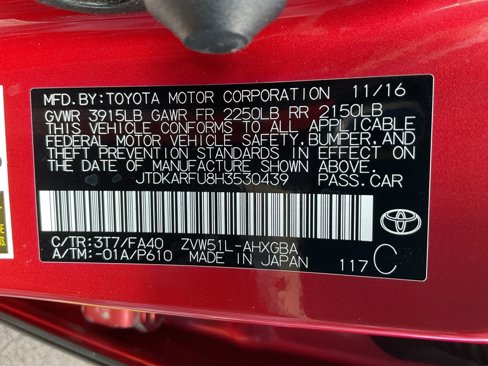 MFD.BY:TOYOTA MOTOR CORPORATION 11/16
GVWR 3915LB GAWR FR 2250LB RR 2150LB
THIS VEHICLE CONFORMS TO ALL APPLICABLE
FEDERAL MOTOR VEHICLE SAFETY,BUMPER,AND
THEFT PREVENTION STANDARDS IN EFFECT ON
THE DATE OF MANUFACTURE SHOWN ABOVE.
JTDKARFU8H3530439 PASS.CAR
C/TR:3T7/FA40 ZVW51L-AHXGBA
A/TM:-01A/P610 MADE IN JAPAN 117C